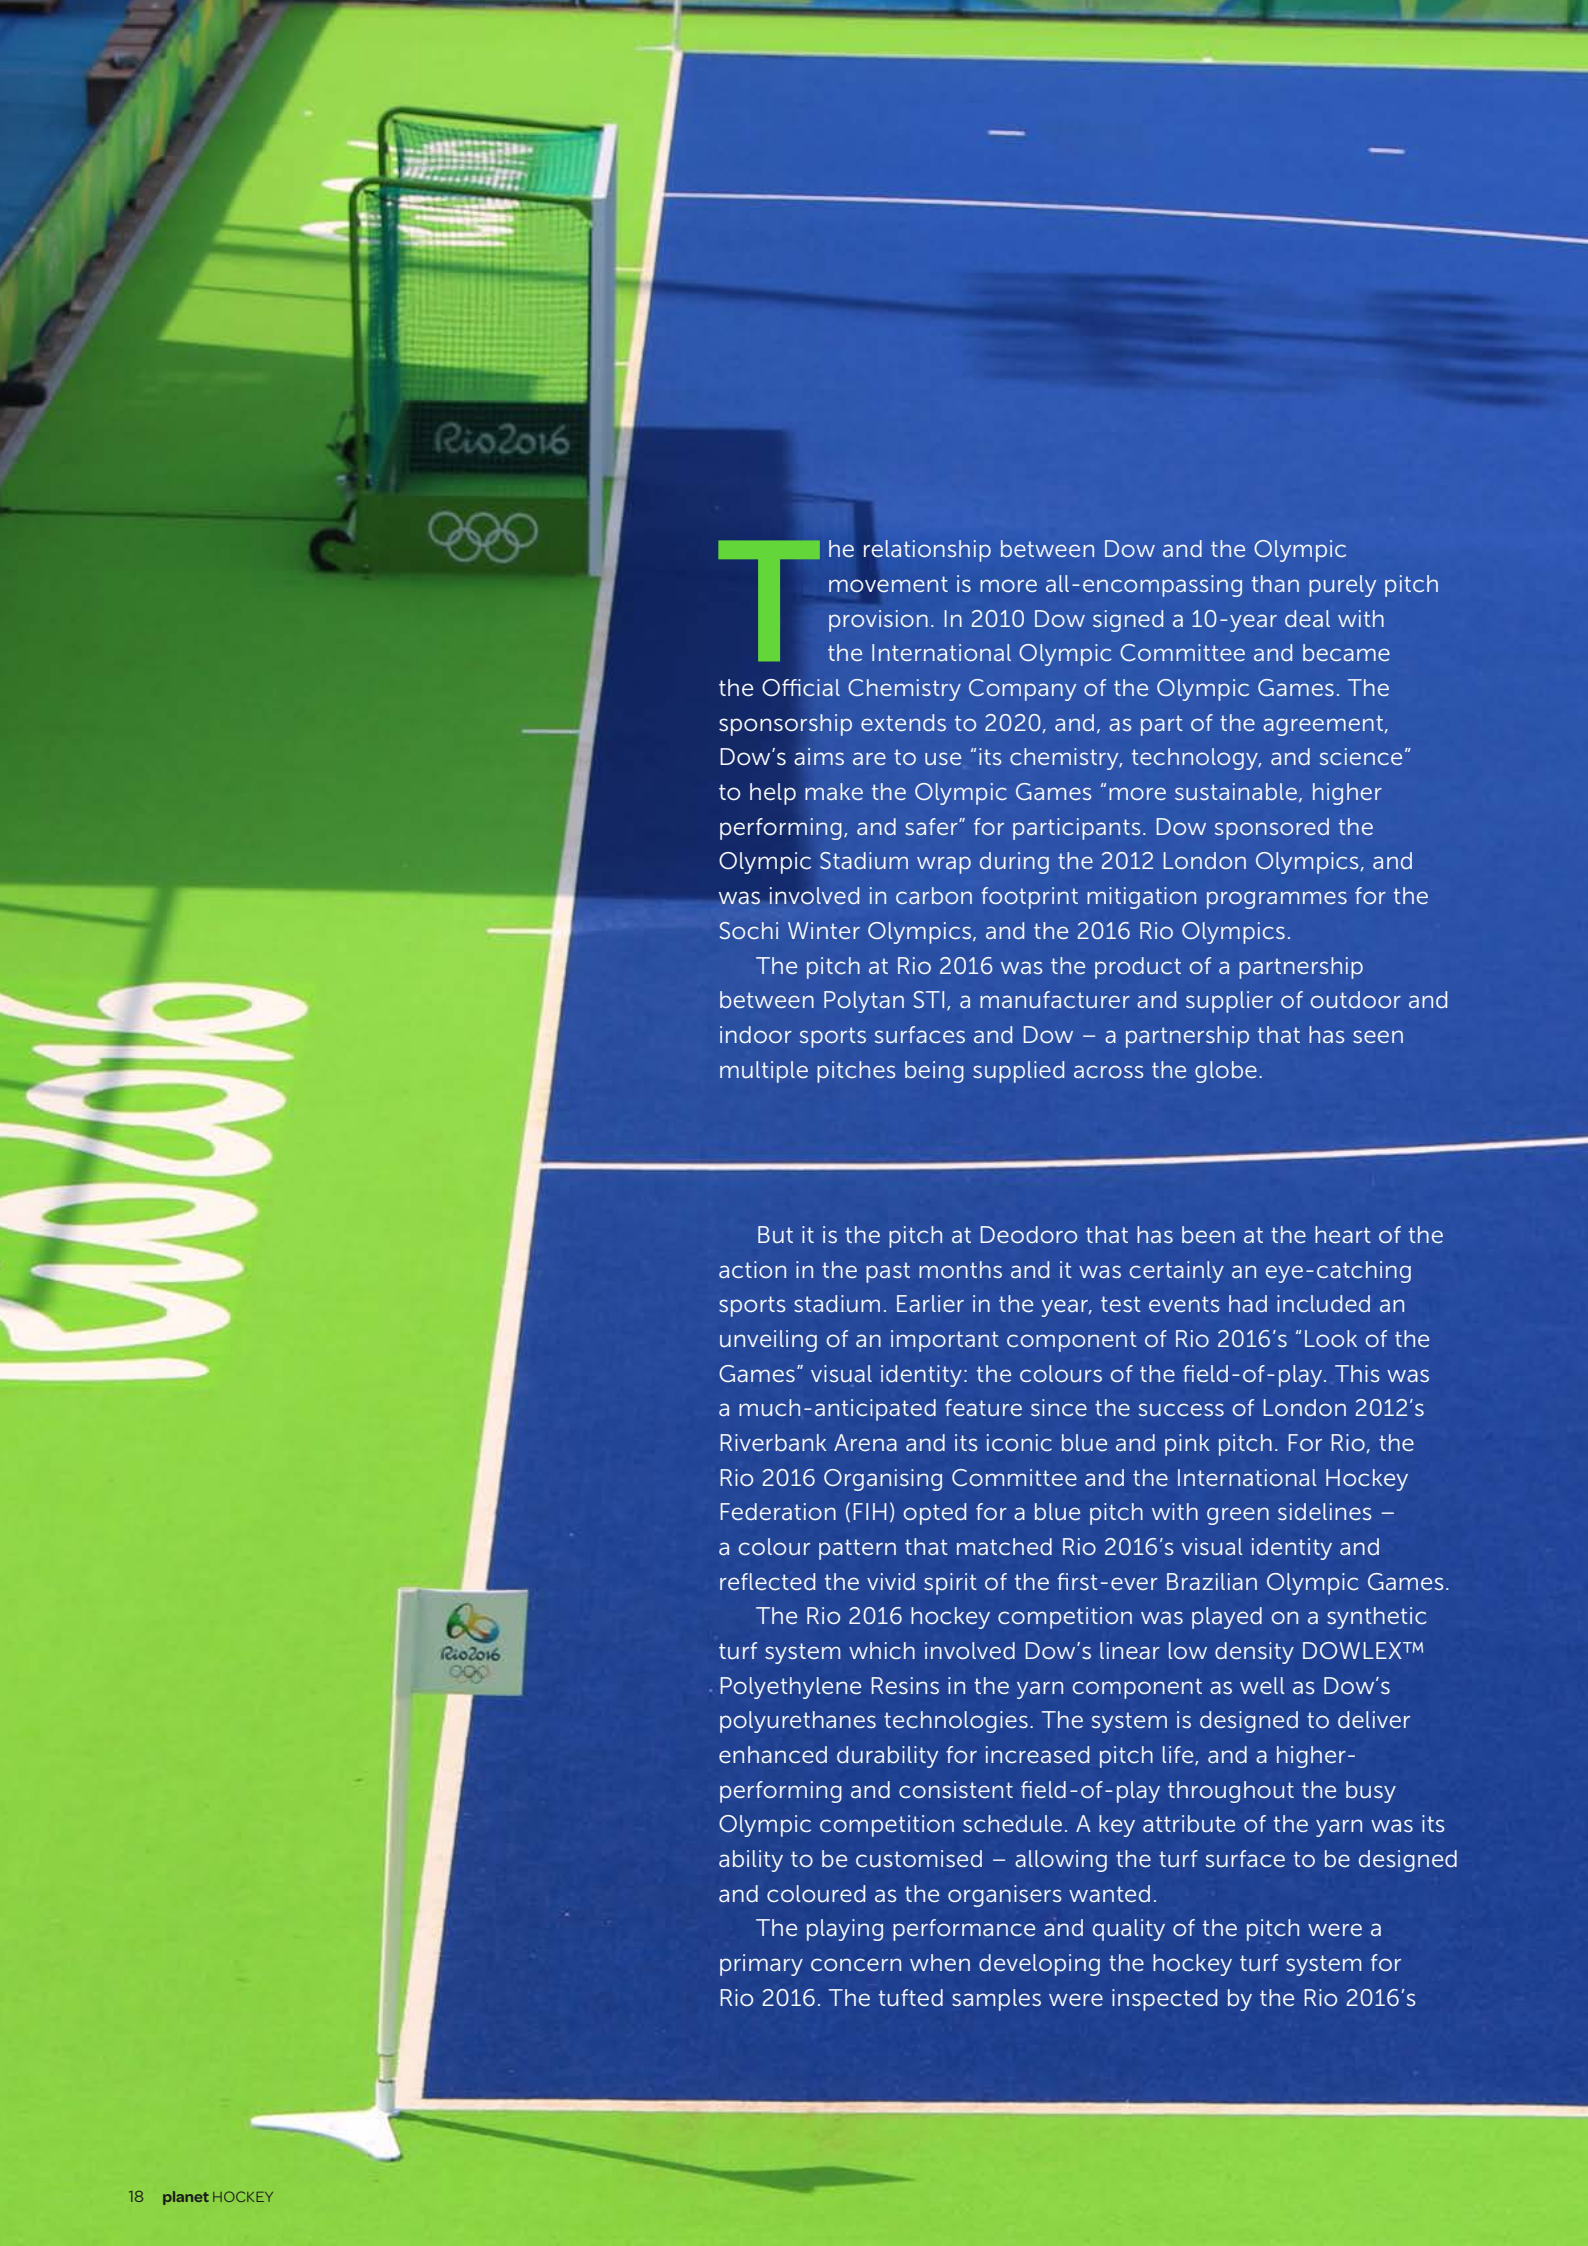 Rio2016
Rio2016
The relationship between Dow and the Olympic
movement is more all-encompassing than purely pitch
provision. In 2010 Dow signed a 10-year deal with
the International Olympic Committee and became
the Official Chemistry Company of the Olympic Games. The
sponsorship extends to 2020, and, as part of the agreement,
Dow’s aims are to use “its chemistry, technology, and science”
to help make the Olympic Games “more sustainable, higher
performing, and safer” for participants. Dow sponsored the
Olympic Stadium wrap during the 2012 London Olympics, and
was involved in carbon footprint mitigation programmes for the
Sochi Winter Olympics, and the 2016 Rio Olympics.
The pitch at Rio 2016 was the product of a partnership
between Polytan STI, a manufacturer and supplier of outdoor and
indoor sports surfaces and Dow – a partnership that has seen
multiple pitches being supplied across the globe.
But it is the pitch at Deodoro that has been at the heart of the
action in the past months and it was certainly an eye-catching
sports stadium. Earlier in the year, test events had included an
unveiling of an important component of Rio 2016’s “Look of the
Games” visual identity: the colours of the field-of-play. This was
a much-anticipated feature since the success of London 2012’s
Riverbank Arena and its iconic blue and pink pitch. For Rio, the
Rio 2016 Organising Committee and the International Hockey
Federation (FIH) opted for a blue pitch with green sidelines –
a colour pattern that matched Rio 2016’s visual identity and
reflected the vivid spirit of the first-ever Brazilian Olympic Games.
The Rio 2016 hockey competition was played on a synthetic
turf system which involved Dow’s linear low density DOWLEX™
Polyethylene Resins in the yarn component as well as Dow’s
polyurethanes technologies. The system is designed to deliver
enhanced durability for increased pitch life, and a higher-
performing and consistent field-of-play throughout the busy
Olympic competition schedule. A key attribute of the yarn was its
ability to be customised – allowing the turf surface to be designed
and coloured as the organisers wanted.
The playing performance and quality of the pitch were a
primary concern when developing the hockey turf system for
Rio 2016. The tufted samples were inspected by the Rio 2016’s
Rio2016
18 planet HOCKEY